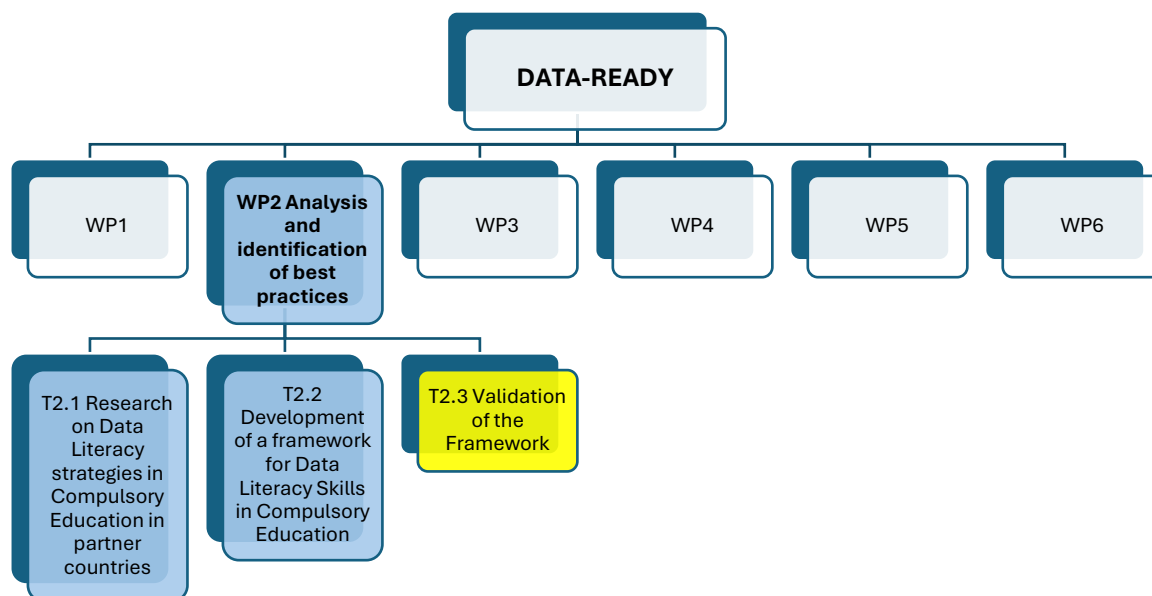 DATA-READY
WP1
WP2 Analysis
and
identification
of best
practices
WP3
WP4
WP5
WP6
T2.1 Research
on Data
Literacy
strategies in
Compulsory
Education in
partner
countries
T2.2
Development
of a framework
for Data
Literacy Skills
in Compulsory
Education
T2.3 Validation
of the
Framework